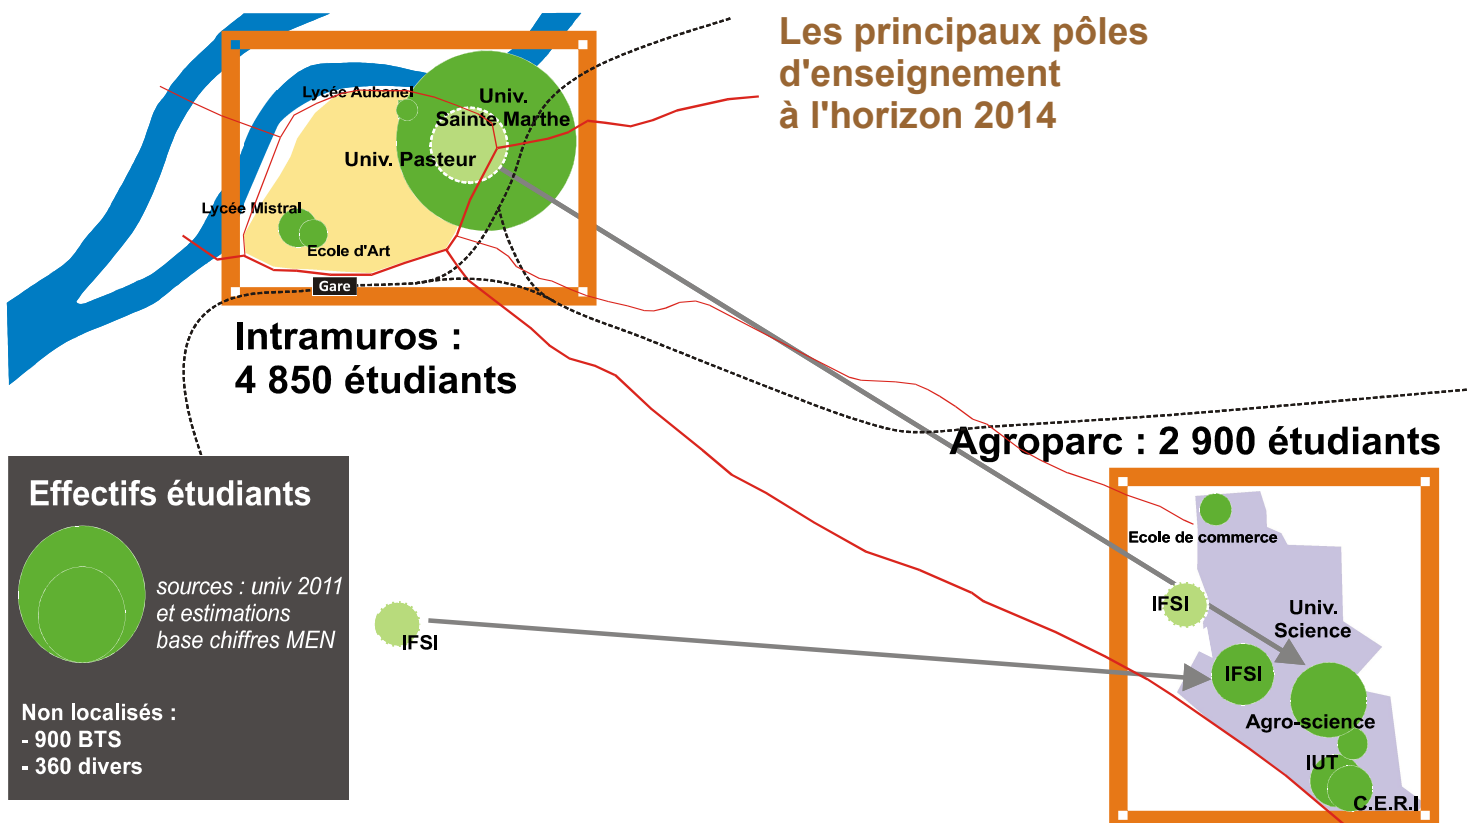 Les principaux pôles
d'enseignement
à l'horizon 2014
Lycée Aubanel
Univ.
Sainte Marthe
Univ. Pasteur
Lycée Mistral
Ecole d'Art
Gare
Intramuros :
4 850 étudiants
Agroparc : 2 900 étudiants
Ecole de commerce
IFSI
Univ.
Science
IFSI
Agro-science
IUT
C.E.R.I
IFSI
Effectifs étudiants
sources : univ 2011
et estimations
base chiffres MEN
Non localisés :
- 900 BTS
- 360 divers